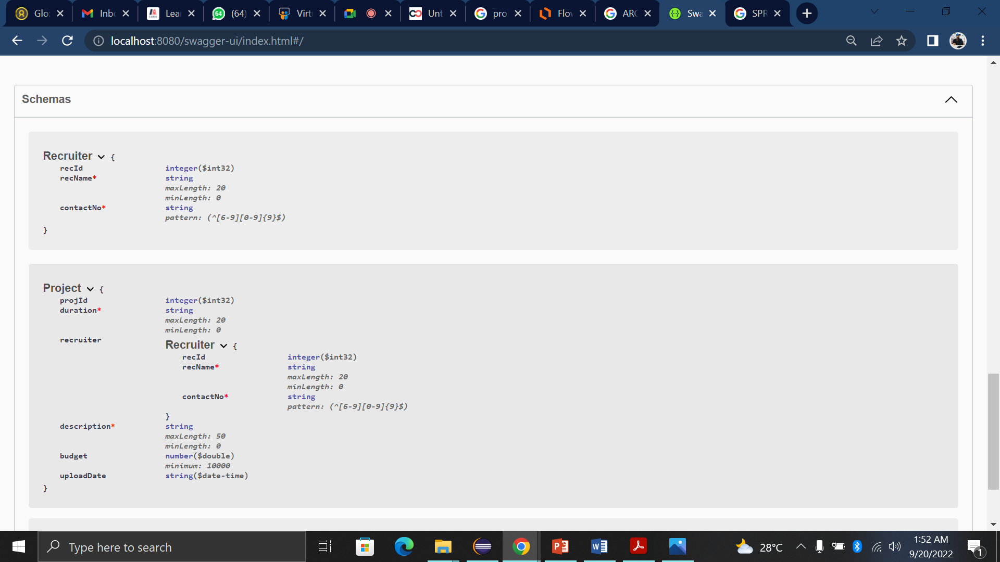 Glo
Inb
Lear
(64)
Virt
Unt
pro
Flov
ARC
Swa
SPR
localhost:8080/swagger-ui/index.html#/
Schemas
Recruiter {
recId integer($int32)
recName* string
maxLength: 20
minLength: 0
contactNo* string
pattern: (^[6-9][0-9]{9}$)
}
Project {
projId integer($int32)
duration* string
maxLength: 20
minLength: 0
recruiter Recruiter {
recId integer($int32)
recName* string
maxLength: 20
minLength: 0
contactNo* string
pattern: (^[6-9][0-9]{9}$)
}
description* string
maxLength: 50
minLength: 0
budget number($double)
minimum: 10000
uploadDate string($date-time)
}
Type here to search
28°C
1:52 AM
9/20/2022
1